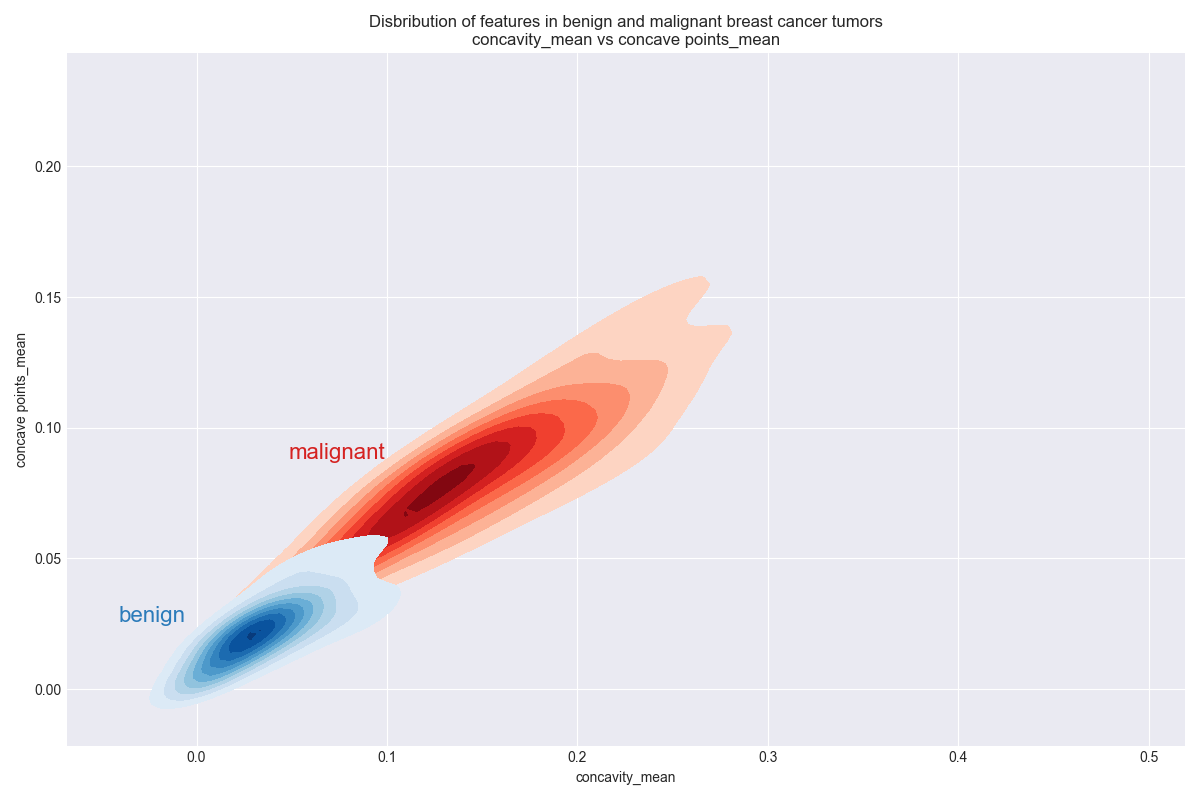 Disbribution of features in benign and malignant breast cancer tumors
concavity_mean vs concave points_mean
0.20
0.15
0.10
0.05
0.00
concave points_mean
malignant
benign
0.0 0.1 0.2 0.3 0.4 0.5
concavity_mean